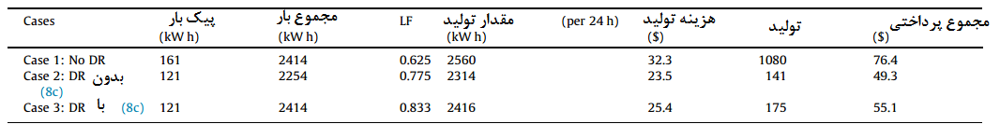 Cases پیک بار مجموع بار LF مقدار تولید (per 24 h) هزینه تولید تولید مجموع پرداختی
(kW h) (kW h) (kW h) ($) ($)
Case 1: No DR 161 2414 0.625 2560 32.3 1080 76.4
Case 2: DR بدون 121 2254 0.775 2314 23.5 141 49.3
(8c)
Case 3: DR با (8c) 121 2414 0.833 2416 25.4 175 55.1